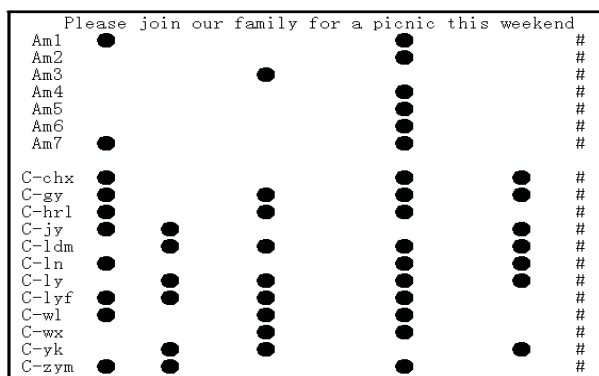 Please join our family for a picnic this weekend
Am1 #
Am2 #
Am3 #
Am4 #
Am5 #
Am6 #
Am7 #
C-chx #
C-gy #
C-hrl #
C-jy #
C-ldm #
C-ln #
C-ly #
C-lyf #
C-wl #
C-wx #
C-yk #
C-zym #